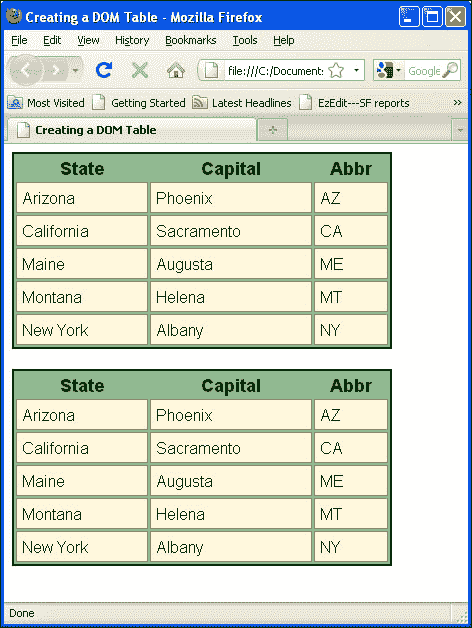 Creating a DOM Table - Mozilla Firefox
File Edit View History Bookmarks Tools Help
file:///C:/Document: Google
Most Visited Getting Started Latest Headlines EzEdit---SF reports »
Creating a DOM Table
State Capital Abbr
Arizona Phoenix AZ
California Sacramento CA
Maine Augusta ME
Montana Helena MT
New York Albany NY
State Capital Abbr
Arizona Phoenix AZ
California Sacramento CA
Maine Augusta ME
Montana Helena MT
New York Albany NY
Done